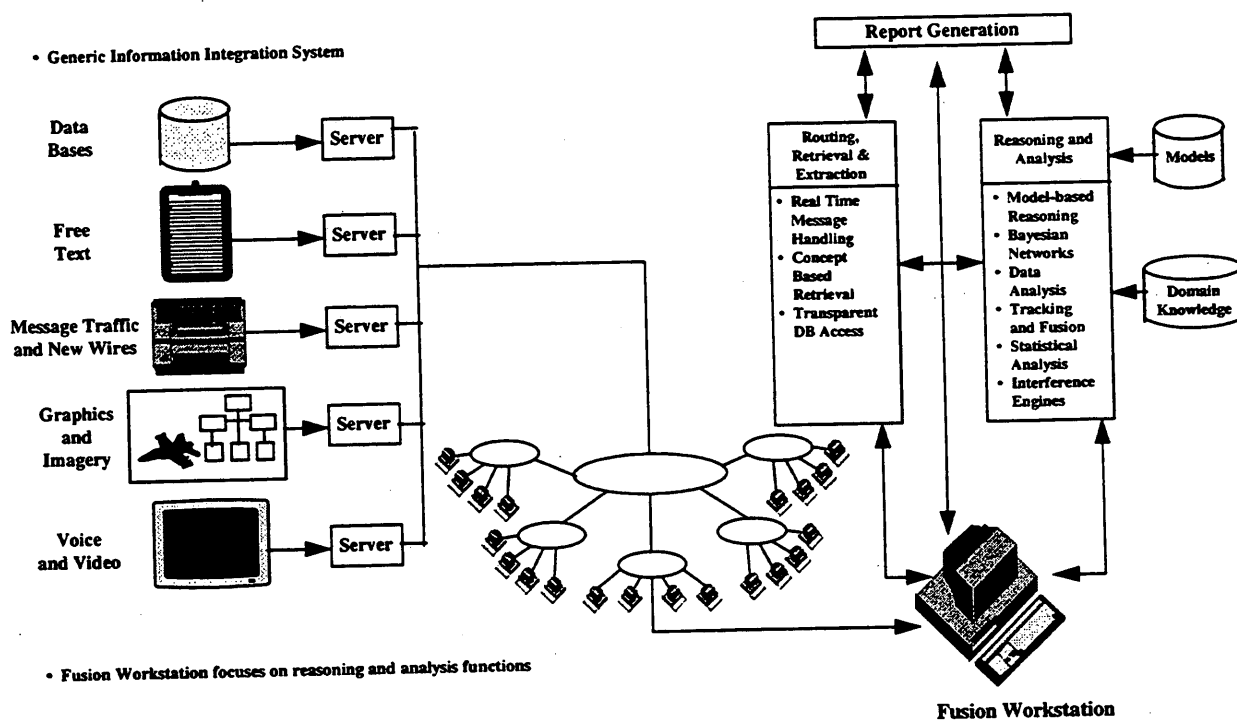 • Generic Information Integration System
Data
Bases
Server
Free
Text
Server
Message Traffic
and New Wires
Server
Graphics
and
Imagery
Server
Voice
and Video
Server
• Fusion Workstation focuses on reasoning and analysis functions
Report Generation
Routing,
Retrieval &
Extraction
• Real Time
Message
Handling
• Concept
Based
Retrieval
• Transparent
DB Access
Reasoning and
Analysis
• Model-based
Reasoning
• Bayesian
Networks
• Data
Analysis
• Tracking
and Fusion
• Statistical
Analysis
• Interference
Engines
Models
Domain
Knowledge
Fusion Workstation